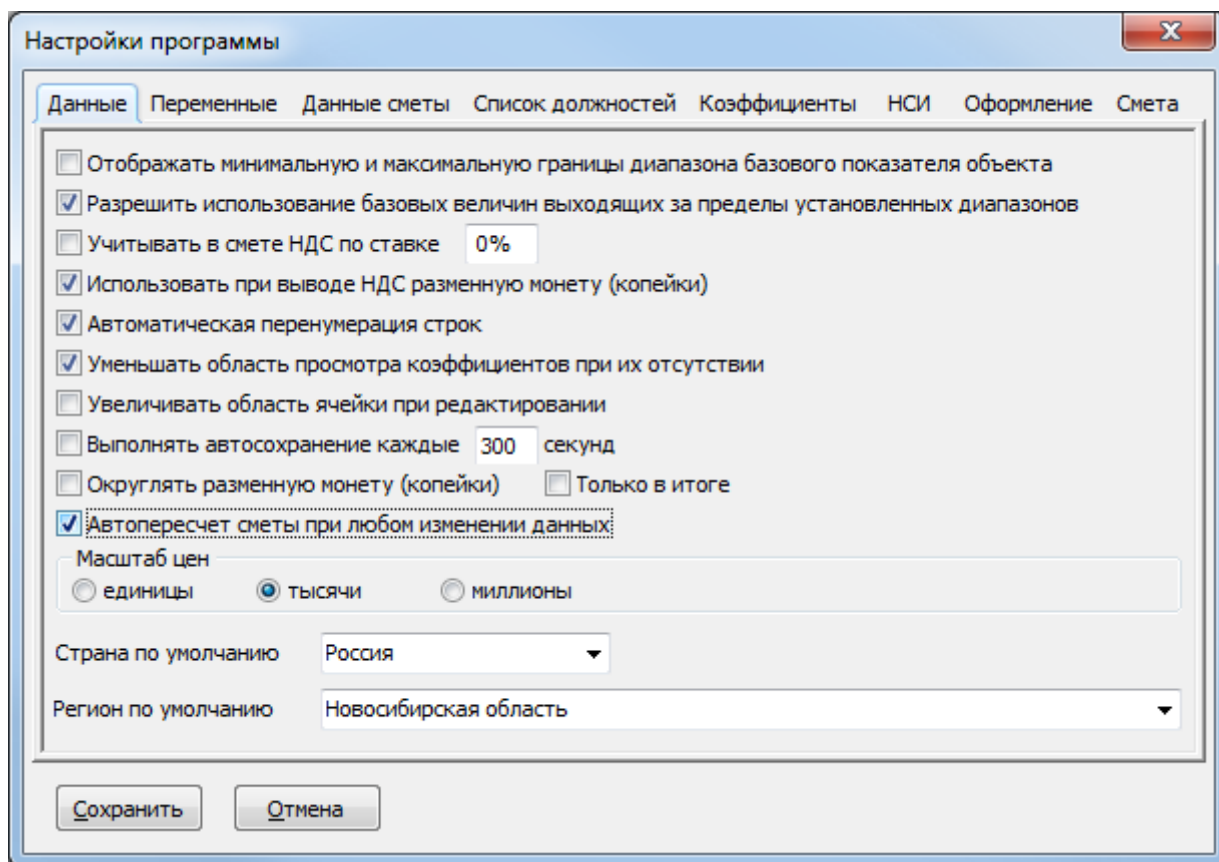 Настройки программы
Данные Переменные Данные сметы Список должностей Коэффициенты НСИ Оформление Смета
Отображать минимальную и максимальную границы диапазона базового показателя объекта
Разрешить использование базовых величин выходящих за пределы установленных диапазонов
Учитывать в смете НДС по ставке 0%
Использовать при выводе НДС разменную монету (копейки)
Автоматическая перенумерация строк
Уменьшать область просмотра коэффициентов при их отсутствии
Увеличивать область ячейки при редактировании
Выполнять автосохранение каждые 300 секунд
Округлять разменную монету (копейки) Только в итоге
Автопересчет сметы при любом изменении данных
Масштаб цен
единицы тысячи миллионы
Страна по умолчанию Россия
Регион по умолчанию Новосибирская область
Сохранить Отмена